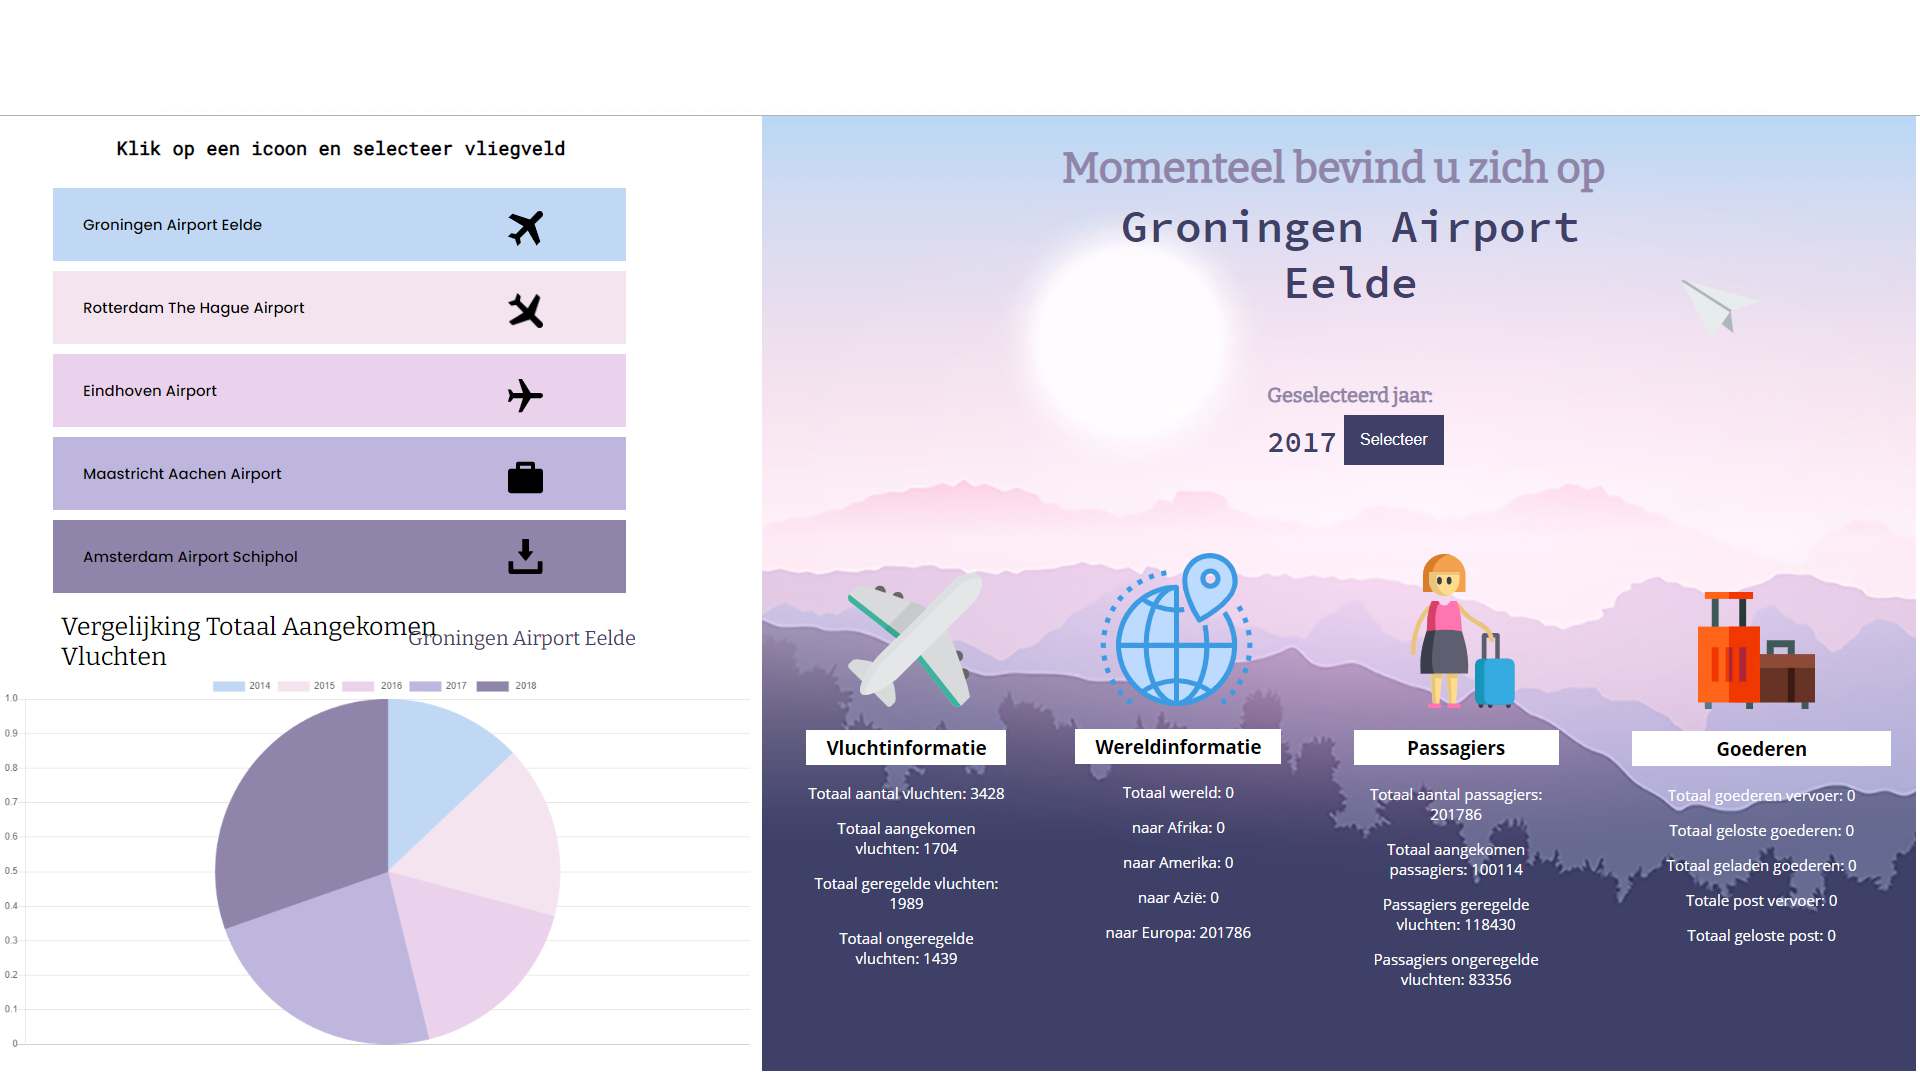 Klik op een icoon en selecteer vliegveld
Groningen Airport Eelde
Rotterdam The Hague Airport
Eindhoven Airport
Maastricht Aachen Airport
Amsterdam Airport Schiphol
Vergelijking Totaal Aangekomen
Vluchten
Groningen Airport Eelde
2014 2015 2016 2017 2018
1.0
0.9
0.8
0.7
0.6
0.5
0.4
0.3
0.2
0.1
0
Momenteel bevind u zich op
Groningen Airport
Eelde
Geselecteerd jaar:
2017 Selecteer
Vluchtinformatie
Totaal aantal vluchten: 3428
Totaal aangekomen
vluchten: 1704
Totaal geregelde vluchten:
1989
Totaal ongeregelde
vluchten: 1439
Wereldinformatie
Totaal wereld: 0
naar Afrika: 0
naar Amerika: 0
naar Azië: 0
naar Europa: 201786
Passagiers
Totaal aantal passagiers:
201786
Totaal aangekomen
passagiers: 100114
Passagiers geregelde
vluchten: 118430
Passagiers ongeregelde
vluchten: 83356
Goederen
Totaal goederen vervoer: 0
Totaal geloste goederen: 0
Totaal geladen goederen: 0
Totale post vervoer: 0
Totaal geloste post: 0